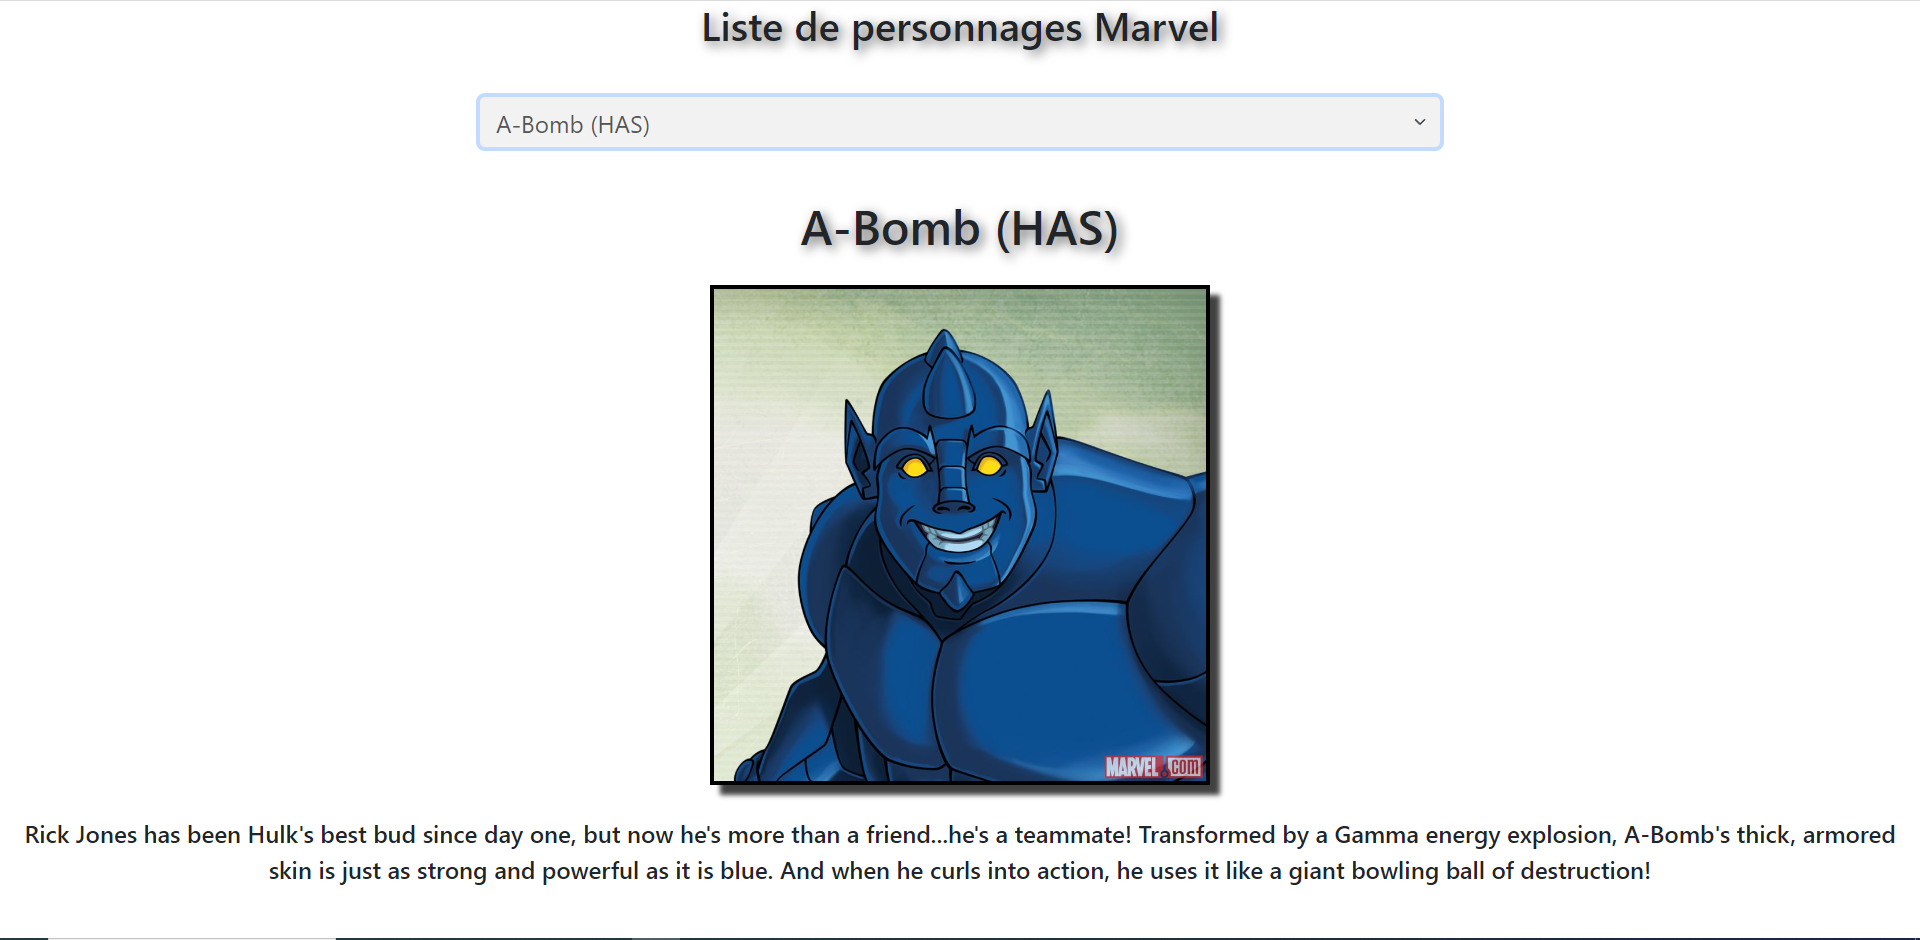 Liste de personnages Marvel
A-Bomb (HAS)
A-Bomb (HAS)
MARVEL.COM
Rick Jones has been Hulk's best bud since day one, but now he's more than a friend...he's a teammate! Transformed by a Gamma energy explosion, A-Bomb's thick, armored
skin is just as strong and powerful as it is blue. And when he curls into action, he uses it like a giant bowling ball of destruction!